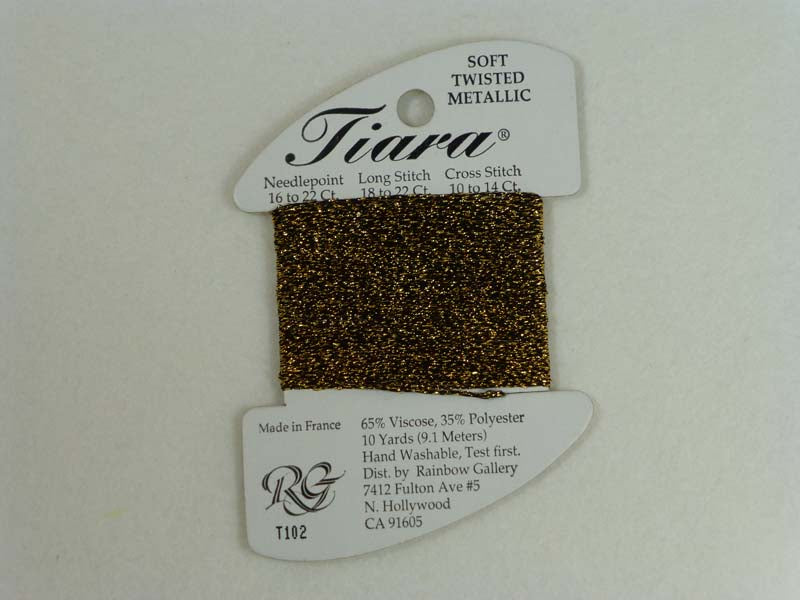 SOFT
TWISTED
METALLIC
Tiara®
Needlepoint Long Stitch Cross Stitch
16 to 22 Ct. 18 to 22 Ct. 10 to 14 Ct.
Made in France
65% Viscose, 35% Polyester
10 Yards (9.1 Meters)
Hand Washable, Test first.
Dist. by Rainbow Gallery
7412 Fulton Ave #5
N. Hollywood
CA 91605
RG
T102